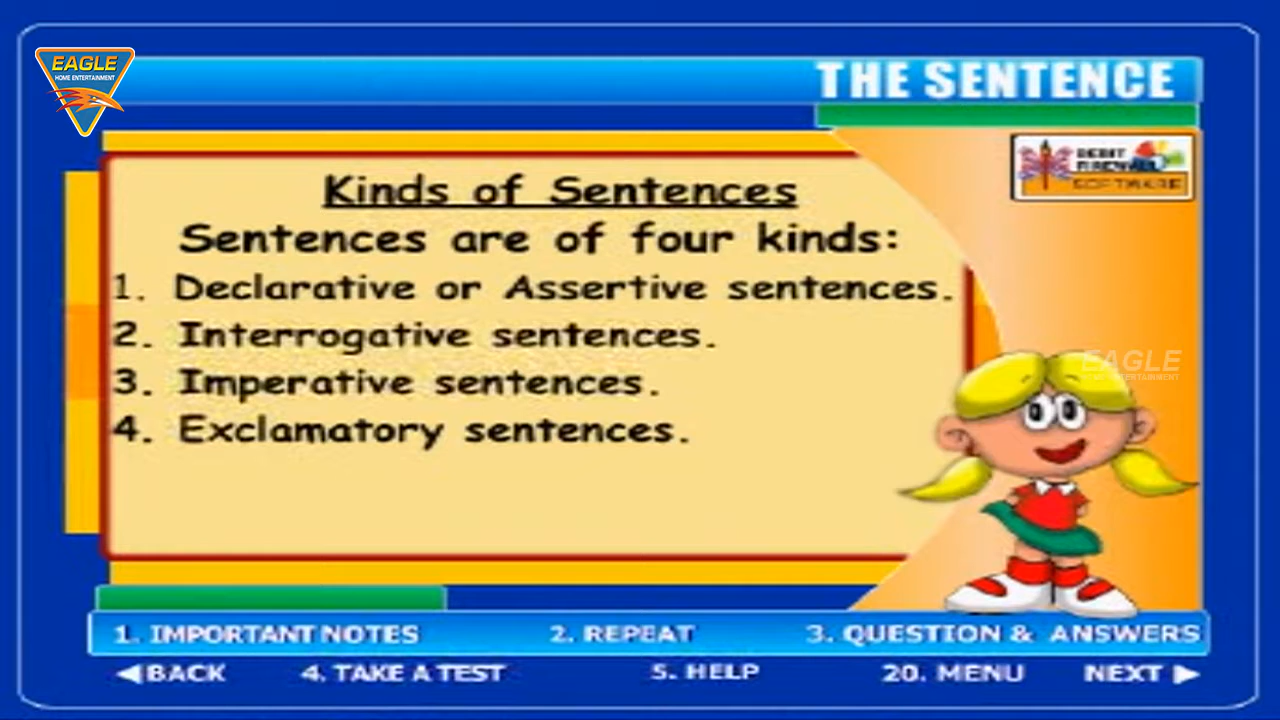 EAGLE
HOME ENTERTAINMENT
THE SENTENCE
SOFTWARE
Kinds of Sentences
Sentences are of four kinds:
1. Declarative or Assertive sentences.
2. Interrogative sentences.
3. Imperative sentences.
4. Exclamatory sentences.
EAGLE
ENTERTAINMENT
1. IMPORTANT NOTES 2. REPEAT 3. QUESTION & ANSWERS
BACK 4. TAKE A TEST 5. HELP 20. MENU NEXT